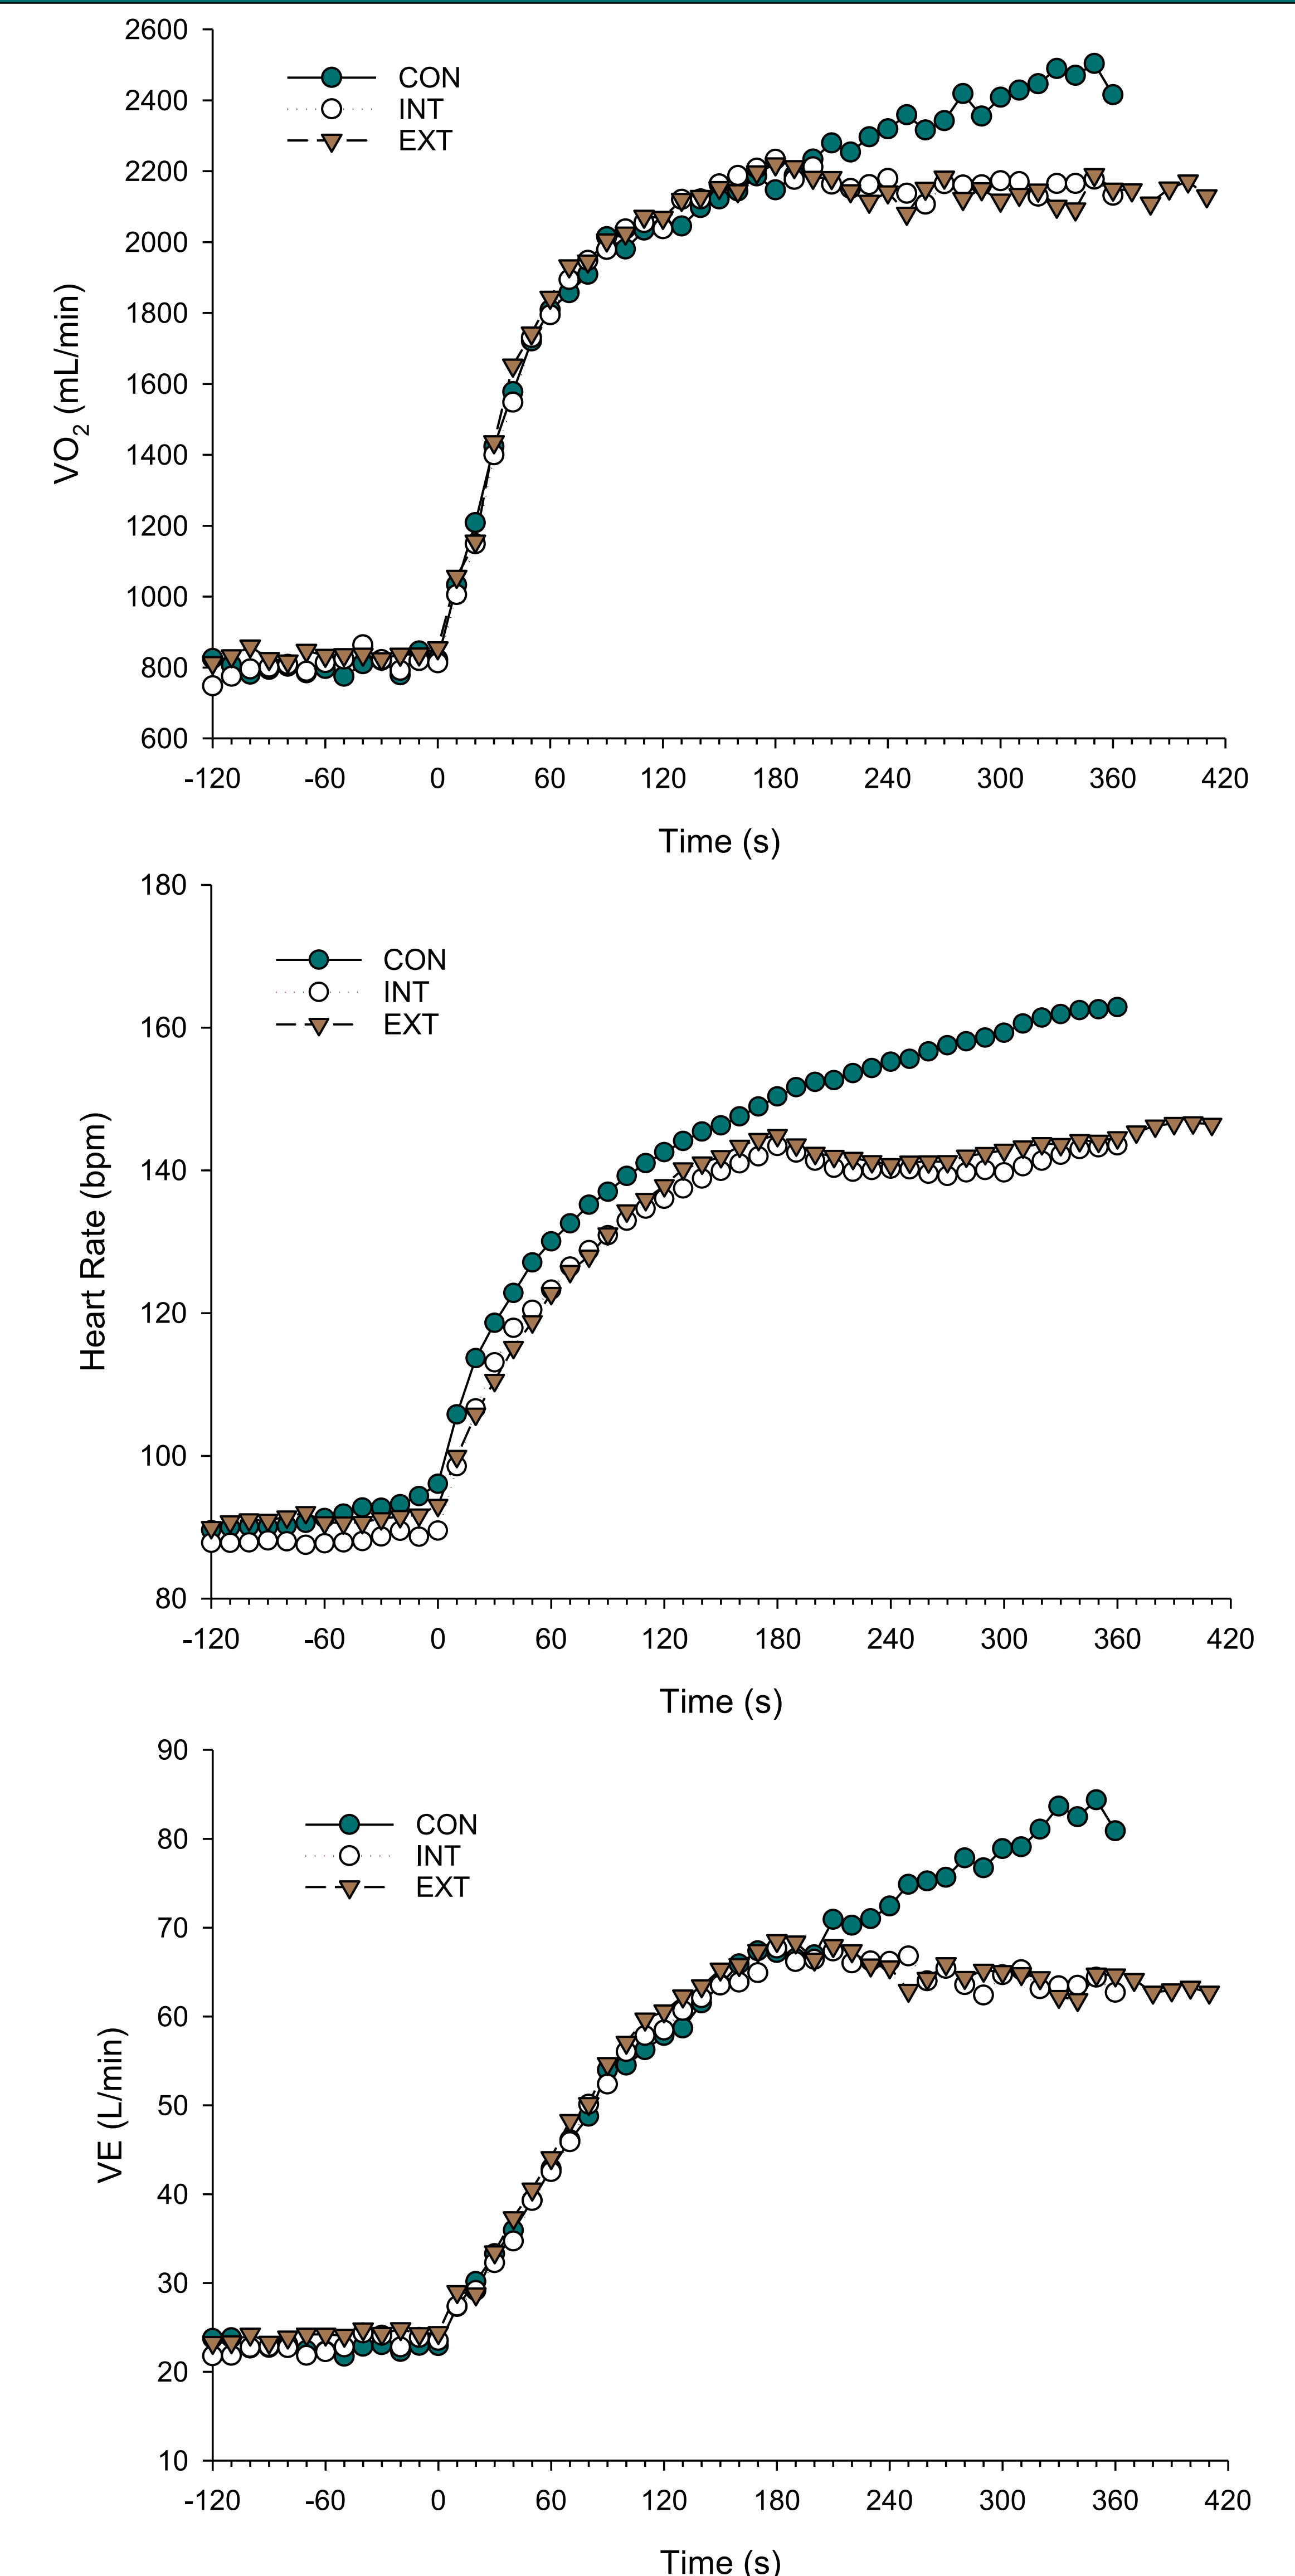 2600
2400
2200
2000
1800
1600
1400
1200
1000
800
600
VO2 (mL/min)
CON
INT
EXT
-120 -60 0 60 120 180 240 300 360 420
Time (s)
180
160
140
120
100
80
Heart Rate (bpm)
CON
INT
EXT
-120 -60 0 60 120 180 240 300 360 420
Time (s)
90
80
70
60
50
40
30
20
10
VE (L/min)
CON
INT
EXT
-120 -60 0 60 120 180 240 300 360 420
Time (s)